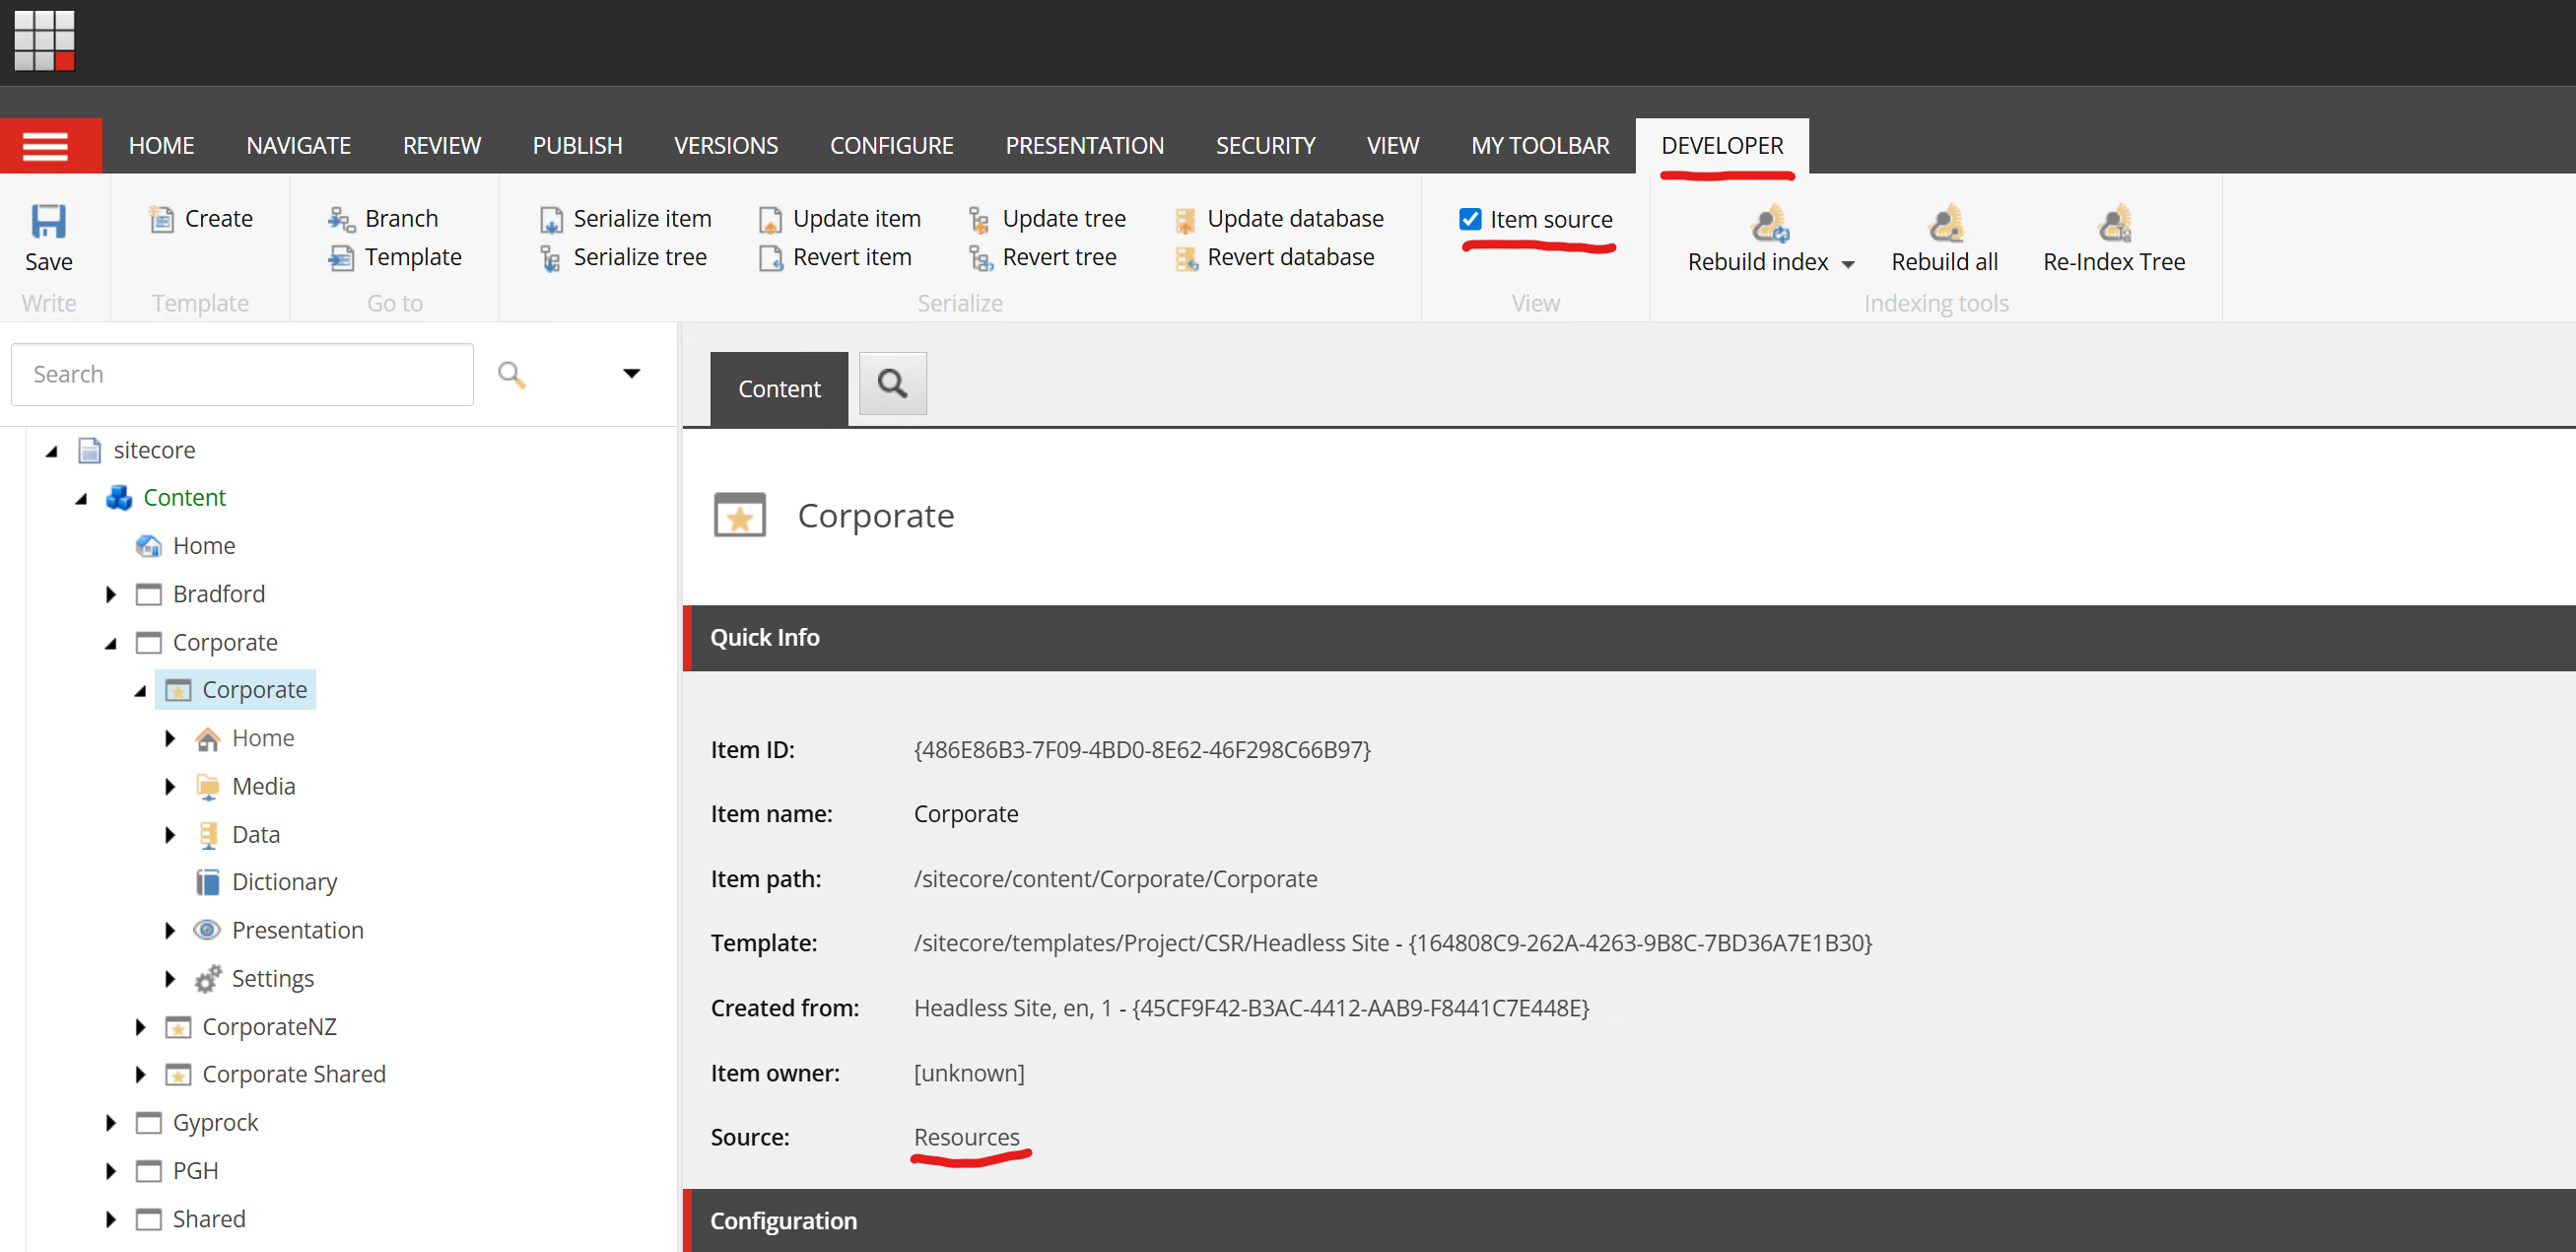 HOME NAVIGATE REVIEW PUBLISH VERSIONS CONFIGURE PRESENTATION SECURITY VIEW MY TOOLBAR DEVELOPER
Create Branch Serialize item Update item Update tree Update database Item source
Save Template Serialize tree Revert item Revert tree Revert database Rebuild index Rebuild all Re-Index Tree
Write Template Go to Serialize View Indexing tools
Search
Content
sitecore
Content
Home
Bradford
Corporate
Corporate
Home
Media
Data
Dictionary
Presentation
Settings
CorporateNZ
Corporate Shared
Gyprock
PGH
Shared
Corporate
Quick Info
Item ID: {486E86B3-7F09-4BD0-8E62-46F298C66B97}
Item name: Corporate
Item path: /sitecore/content/Corporate/Corporate
Template: /sitecore/templates/Project/CSR/Headless Site - {164808C9-262A-4263-9B8C-7BD36A7E1B30}
Created from: Headless Site, en, 1 - {45CF9F42-B3AC-4412-AAB9-F8441C7E448E}
Item owner: [unknown]
Source: Resources
Configuration